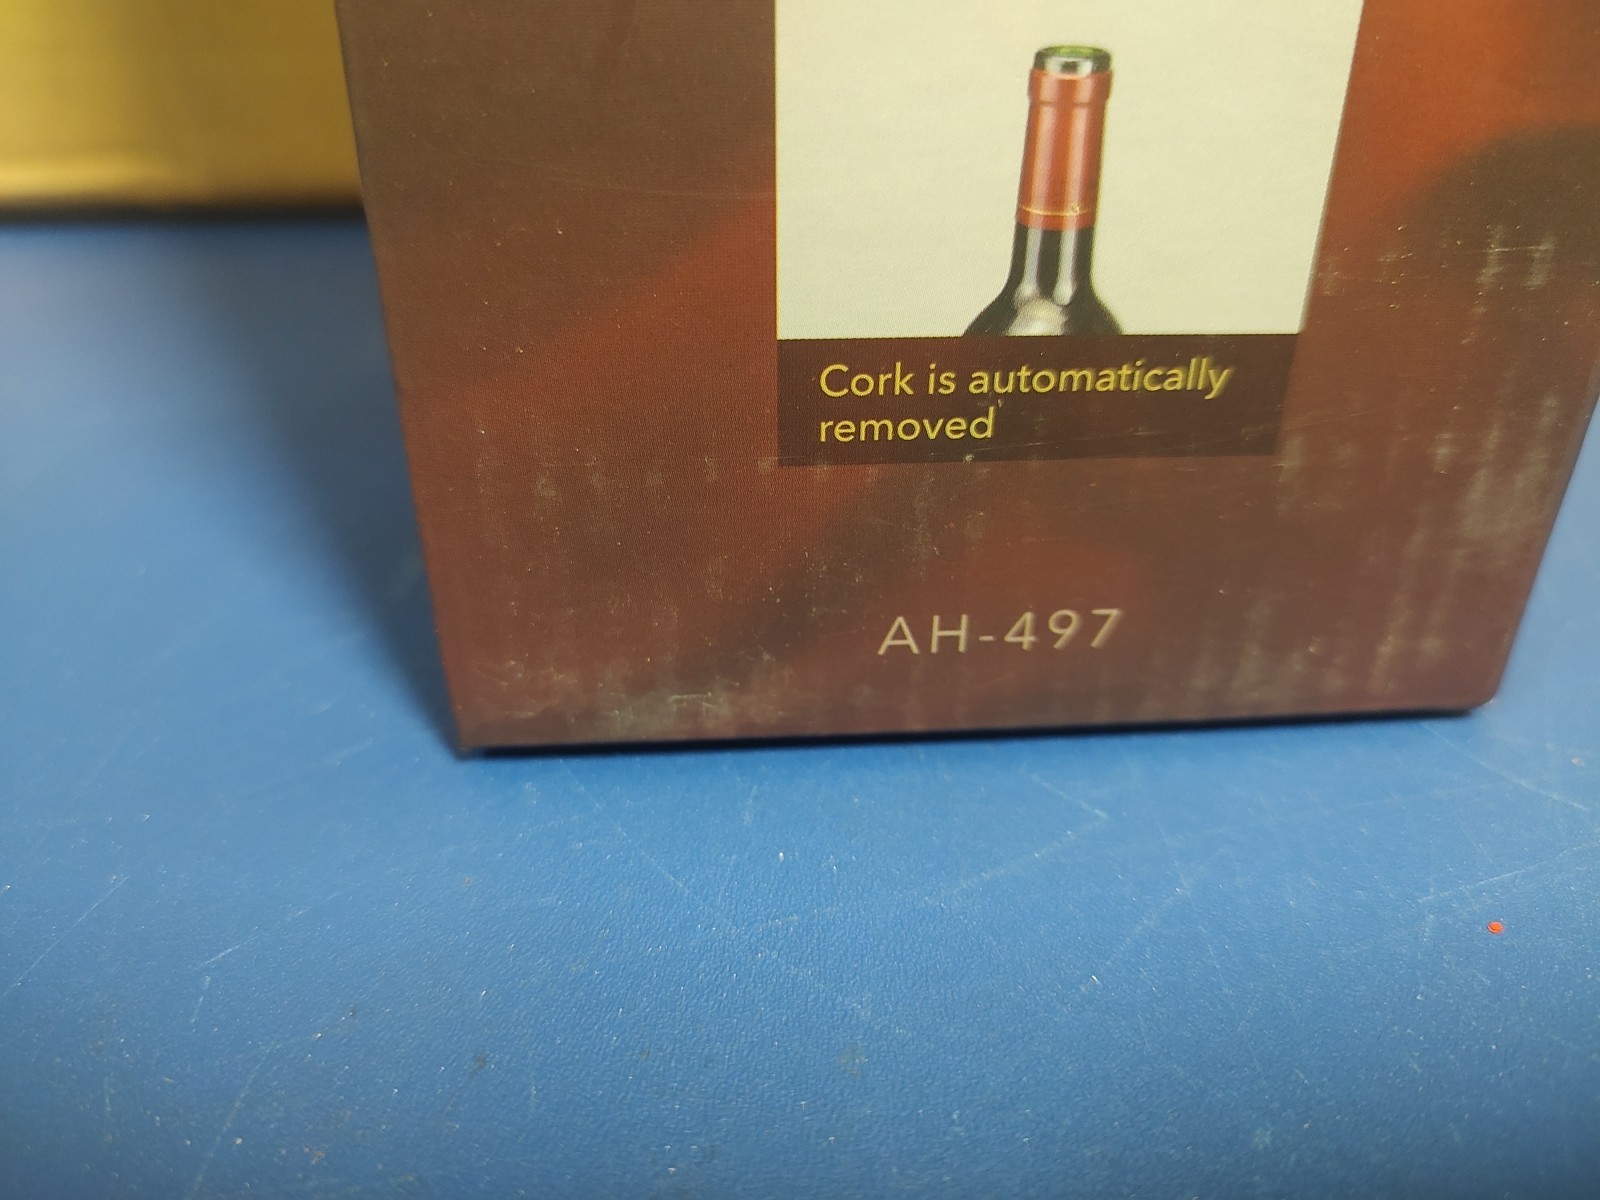 Cork is automatically
removed
AH-497